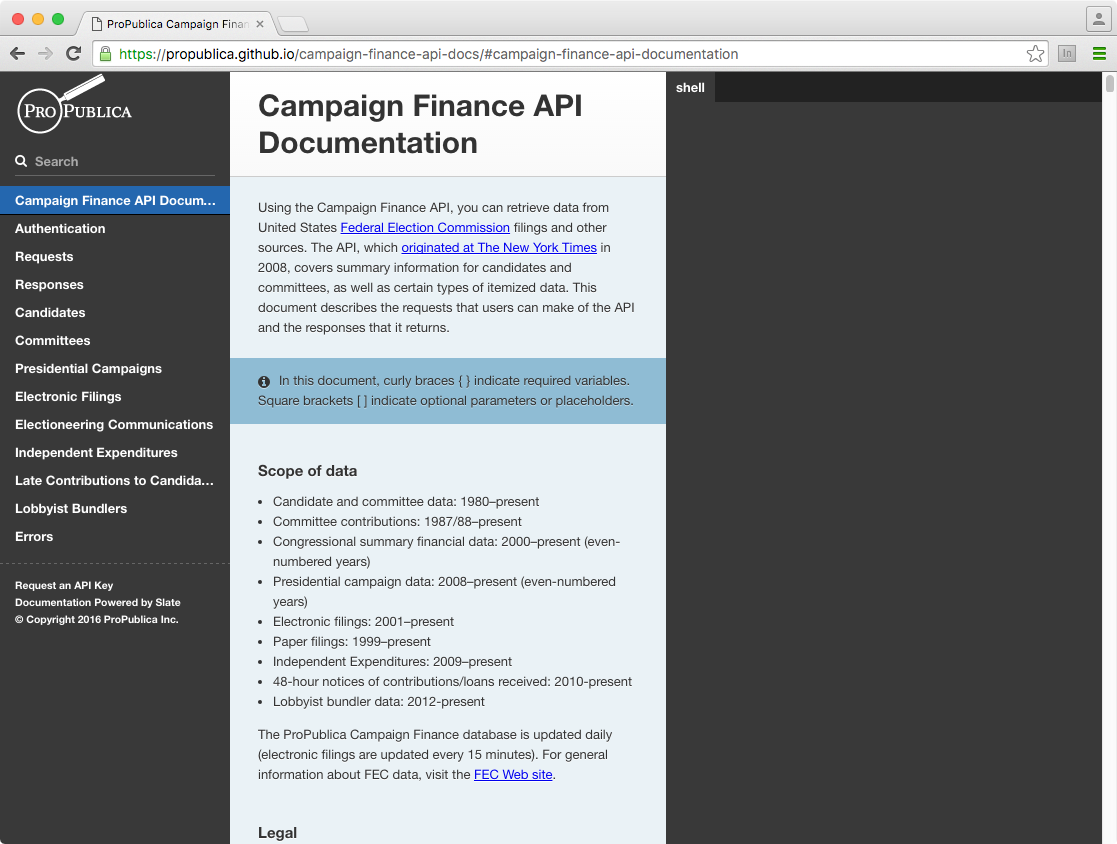 ProPublica Campaign Finan
https://propublica.github.io/campaign-finance-api-docs/#campaign-finance-api-documentation
In
PROPUBLICA
Search
Campaign Finance API Docum...
Authentication
Requests
Responses
Candidates
Committees
Presidential Campaigns
Electronic Filings
Electioneering Communications
Independent Expenditures
Late Contributions to Candida...
Lobbyist Bundlers
Errors
Request an API Key
Documentation Powered by Slate
© Copyright 2016 ProPublica Inc.
Campaign Finance API
Documentation
Using the Campaign Finance API, you can retrieve data from
United States Federal Election Commission filings and other
sources. The API, which originated at The New York Times in
2008, covers summary information for candidates and
committees, as well as certain types of itemized data. This
document describes the requests that users can make of the API
and the responses that it returns.
In this document, curly braces { } indicate required variables.
Square brackets [ ] indicate optional parameters or placeholders.
Scope of data
• Candidate and committee data: 1980–present
• Committee contributions: 1987/88–present
• Congressional summary financial data: 2000–present (even-
numbered years)
• Presidential campaign data: 2008–present (even-numbered
years)
• Electronic filings: 2001–present
• Paper filings: 1999–present
• Independent Expenditures: 2009–present
• 48-hour notices of contributions/loans received: 2010-present
• Lobbyist bundler data: 2012-present
The ProPublica Campaign Finance database is updated daily
(electronic filings are updated every 15 minutes). For general
information about FEC data, visit the FEC Web site.
Legal
shell